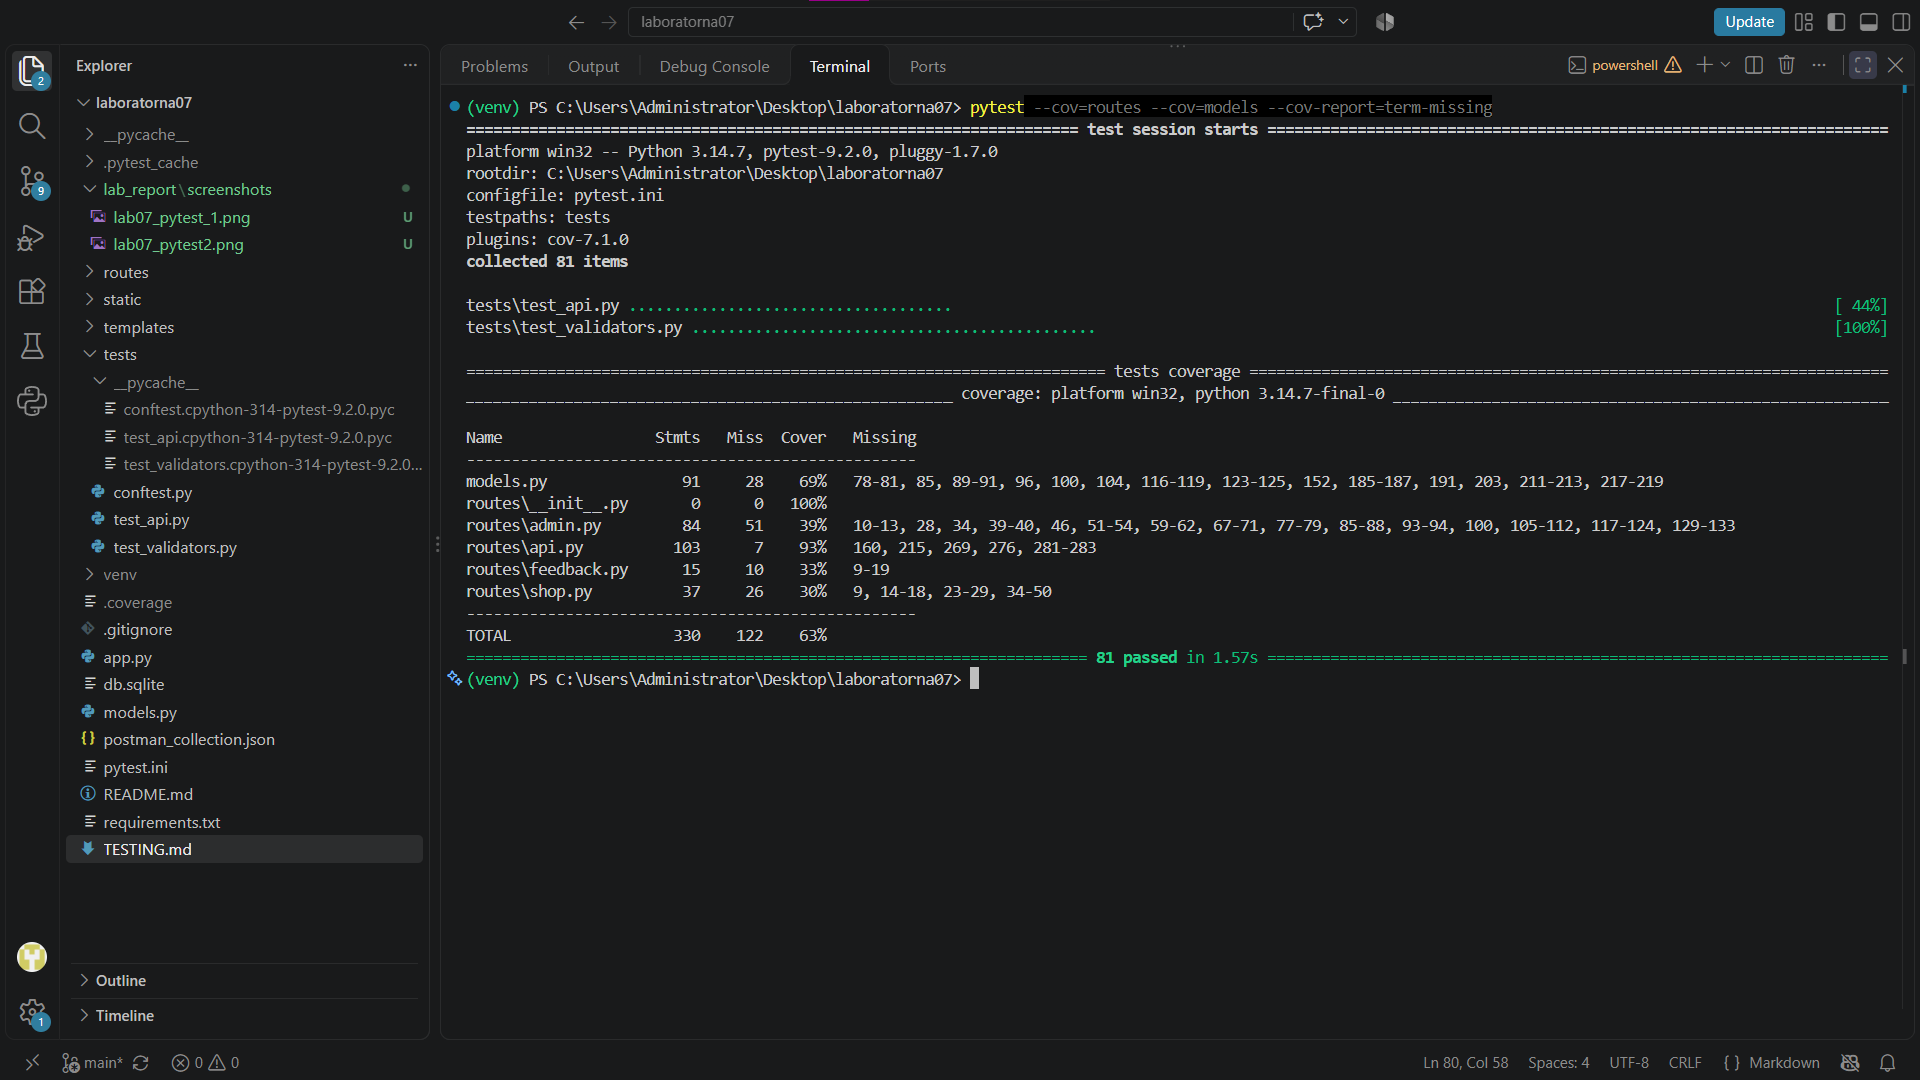 laboratorna07
Update
Explorer
2
laboratorna07
__pycache__
.pytest_cache
lab_report\screenshots
lab07_pytest_1.png U
lab07_pytest2.png U
routes
static
templates
tests
__pycache__
conftest.cpython-314-pytest-9.2.0.pyc
test_api.cpython-314-pytest-9.2.0.pyc
test_validators.cpython-314-pytest-9.2.0...
conftest.py
test_api.py
test_validators.py
venv
.coverage
.gitignore
app.py
db.sqlite
models.py
postman_collection.json
pytest.ini
README.md
requirements.txt
TESTING.md
9
Outline
Timeline
1
Problems Output Debug Console Terminal Ports
powershell
(venv) PS C:\Users\Administrator\Desktop\laboratorna07> pytest --cov=routes --cov=models --cov-report=term-missing
==================================================================== test session starts =====================================================================
platform win32 -- Python 3.14.7, pytest-9.2.0, pluggy-1.7.0
rootdir: C:\Users\Administrator\Desktop\laboratorna07
configfile: pytest.ini
testpaths: tests
plugins: cov-7.1.0
collected 81 items
tests\test_api.py .................................... [ 44%]
tests\test_validators.py ............................................. [100%]
======================================================================= tests coverage =======================================================================
______________________________________________________ coverage: platform win32, python 3.14.7-final-0 _______________________________________________________
Name Stmts Miss Cover Missing
--------------------------------------------------
models.py 91 28 69% 78-81, 85, 89-91, 96, 100, 104, 116-119, 123-125, 152, 185-187, 191, 203, 211-213, 217-219
routes\__init__.py 0 0 100%
routes\admin.py 84 51 39% 10-13, 28, 34, 39-40, 46, 51-54, 59-62, 67-71, 77-79, 85-88, 93-94, 100, 105-112, 117-124, 129-133
routes\api.py 103 7 93% 160, 215, 269, 276, 281-283
routes\feedback.py 15 10 33% 9-19
routes\shop.py 37 26 30% 9, 14-18, 23-29, 34-50
--------------------------------------------------
TOTAL 330 122 63%
===================================================================== 81 passed in 1.57s =====================================================================
(venv) PS C:\Users\Administrator\Desktop\laboratorna07>
main* 0 0 Ln 80, Col 58 Spaces: 4 UTF-8 CRLF { } Markdown